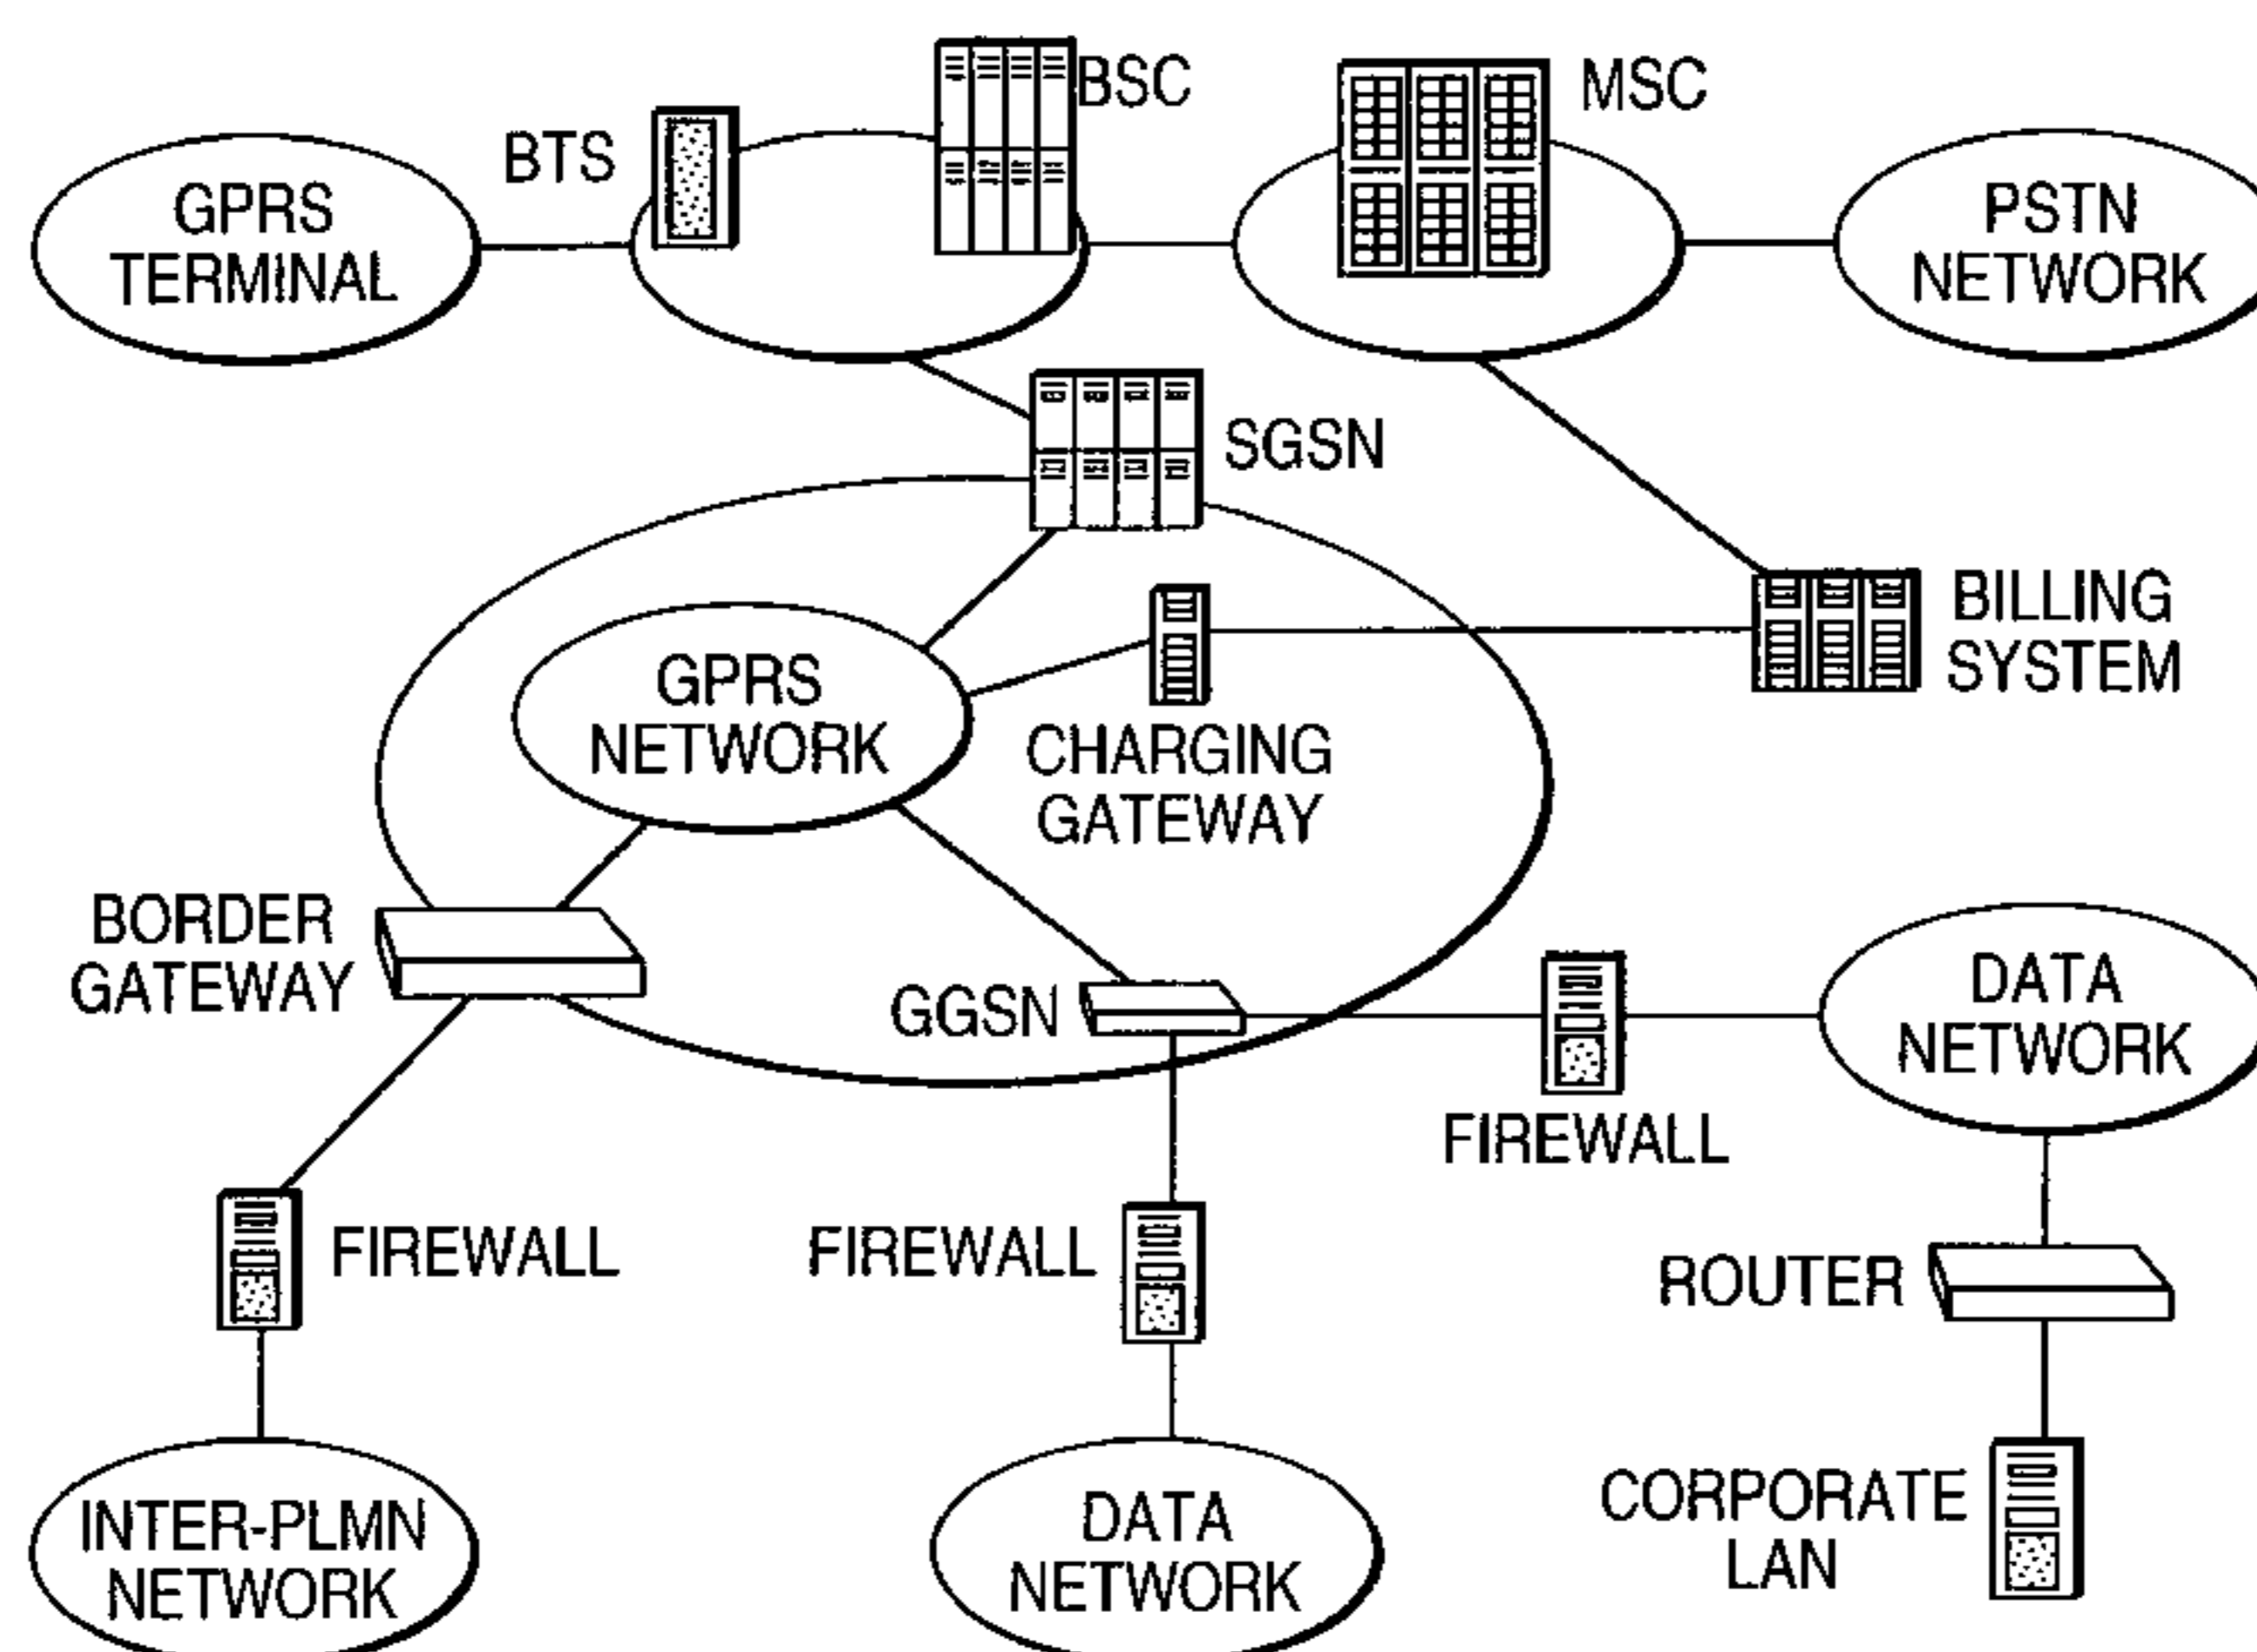 BSC
MSC
BTS
GPRS
TERMINAL
PSTN
NETWORK
SGSN
BILLING
SYSTEM
GPRS
NETWORK
CHARGING
GATEWAY
BORDER
GATEWAY
GGSN
DATA
NETWORK
FIREWALL
FIREWALL
FIREWALL
ROUTER
CORPORATE
LAN
INTER-PLMN
NETWORK
DATA
NETWORK